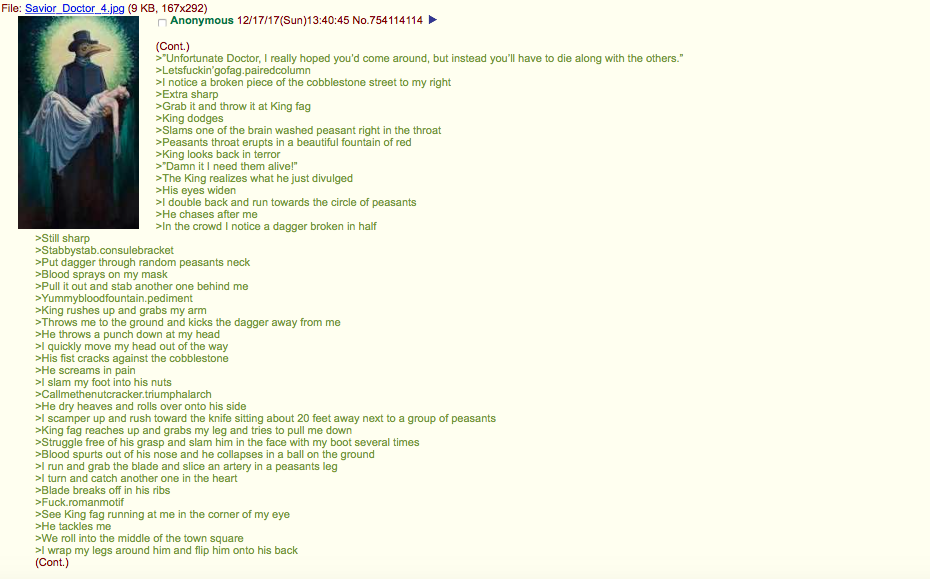 File: Savior_Doctor_4.jpg (9 KB, 167x292)
Anonymous 12/17/17(Sun)13:40:45 No.754114114
(Cont.)
>"Unfortunate Doctor, I really hoped you'd come around, but instead you'll have to die along with the others."
>Letsfuckin'gofag.pairedcolumn
>I notice a broken piece of the cobblestone street to my right
>Extra sharp
>Grab it and throw it at King fag
>King dodges
>Slams one of the brain washed peasant right in the throat
>Peasants throat erupts in a beautiful fountain of red
>King looks back in terror
>"Damn it I need them alive!"
>The King realizes what he just divulged
>His eyes widen
>I double back and run towards the circle of peasants
>He chases after me
>In the crowd I notice a dagger broken in half
>Still sharp
>Stabbystab.consulebracket
>Put dagger through random peasants neck
>Blood sprays on my mask
>Pull it out and stab another one behind me
>Yummybloodfountain.pediment
>King rushes up and grabs my arm
>Throws me to the ground and kicks the dagger away from me
>He throws a punch down at my head
>I quickly move my head out of the way
>His fist cracks against the cobblestone
>He screams in pain
>I slam my foot into his nuts
>Callmethenutcracker.triumphalarch
>He dry heaves and rolls over onto his side
>I scamper up and rush toward the knife sitting about 20 feet away next to a group of peasants
>King fag reaches up and grabs my leg and tries to pull me down
>Struggle free of his grasp and slam him in the face with my boot several times
>Blood spurts out of his nose and he collapses in a ball on the ground
>I run and grab the blade and slice an artery in a peasants leg
>I turn and catch another one in the heart
>Blade breaks off in his ribs
>Fuck.romanmotif
>See King fag running at me in the corner of my eye
>He tackles me
>We roll into the middle of the town square
>I wrap my legs around him and flip him onto his back
(Cont.)